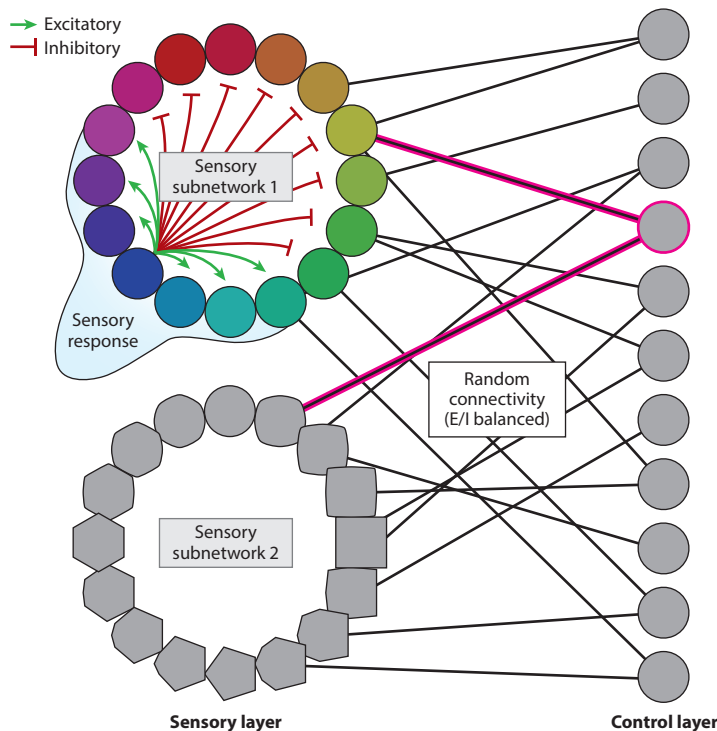 Excitatory
Inhibitory
Sensory
subnetwork 1
Sensory
response
Random
connectivity
(E/I balanced)
Sensory
subnetwork 2
Sensory layer
Control layer